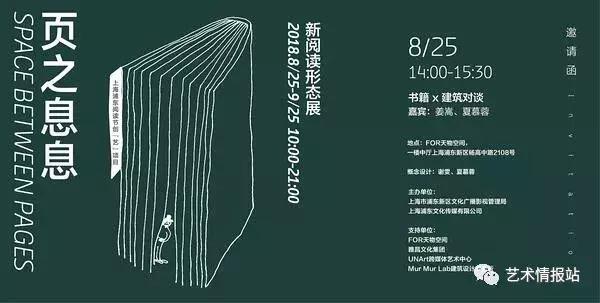 页之息息
SPACE BETWEEN PAGES
上海浦东阅读节创「艺」项目
新阅读形态展
2018.8/25-9/25 10:00-21:00
8/25
14:00-15:30
书籍 x 建筑对谈
嘉宾：姜嵩、夏慕蓉
地点：FOR天物空间，
一楼中厅上海浦东新区杨高中路2108号
概念设计：谢雯、夏慕蓉
主办单位：
上海市浦东新区文化广播影视管理局
上海浦东文化传媒有限公司
支持单位：
FOR天物空间
雅昌文化集团
UNArt跨媒体艺术中心
Mur Mur Lab建筑设计
邀请函
Invitatio
艺术情报站